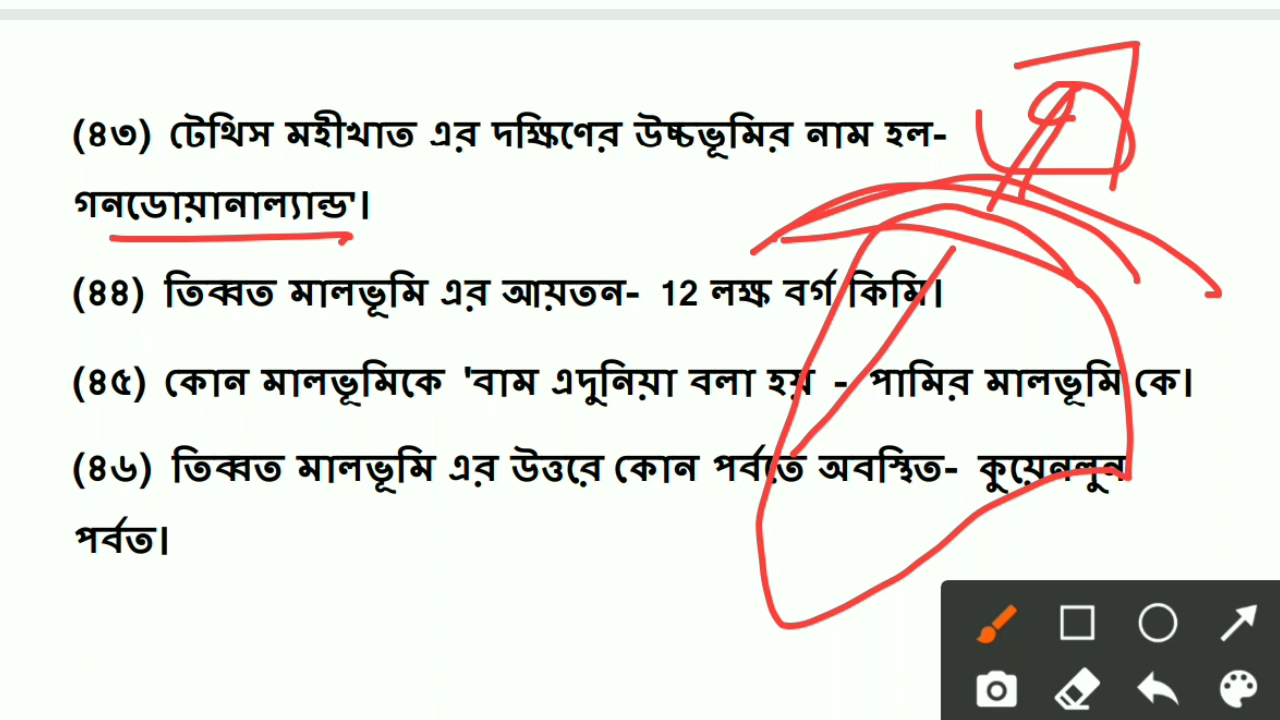 (৪৩) টেথিস মহীখাত এর দক্ষিণের উচ্চভূমির নাম হল-
গনডোয়ানাল্যান্ড'।
(৪৪) তিব্বত মালভূমি এর আয়তন- 12 লক্ষ বর্গ কিমি।
(৪৫) কোন মালভূমিকে 'বাম এদুনিয়া বলা হয় - পামির মালভূমি কে।
(৪৬) তিব্বত মালভূমি এর উত্তরে কোন পর্বতে অবস্থিত- কুয়েনলুন
পর্বত।